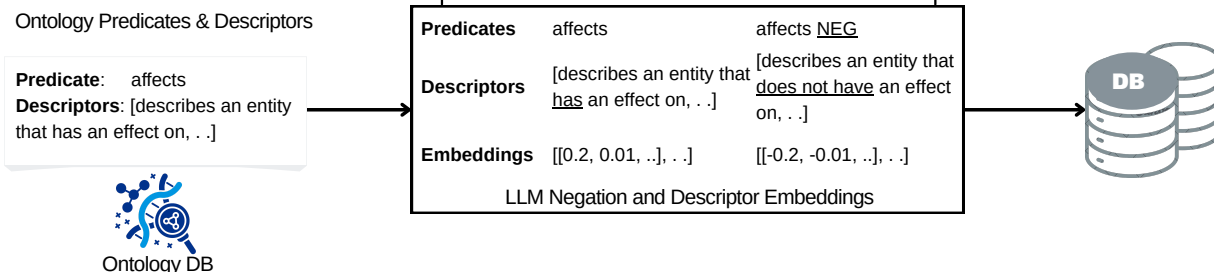 Ontology Predicates & Descriptors
Predicate: affects
Descriptors: [describes an entity
that has an effect on, . .]
Ontology DB
Predicates affects affects NEG
Descriptors [describes an entity that has an effect on, . .] [describes an entity that does not have an effect on, . .]
Embeddings [[0.2, 0.01, ..], . .] [[-0.2, -0.01, ..], . .]
LLM Negation and Descriptor Embeddings
DB